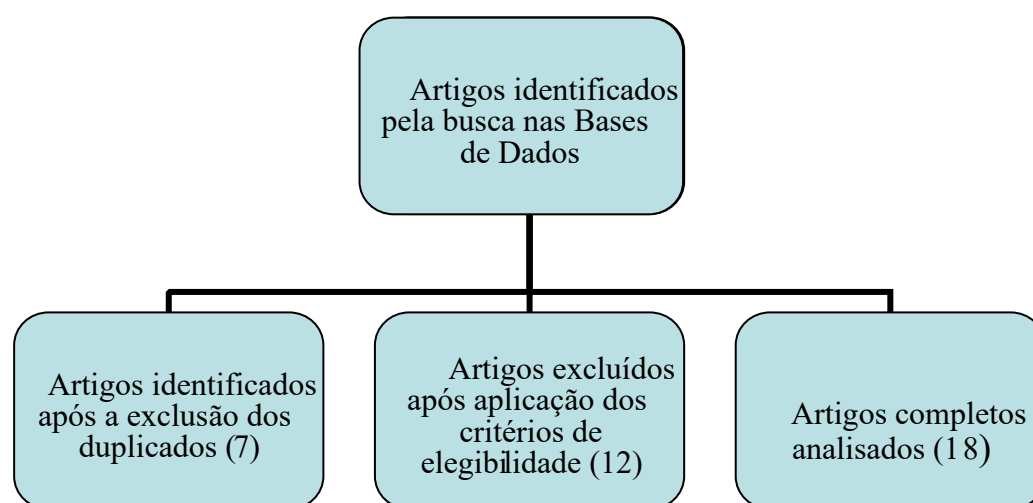 Artigos identificados
pela busca nas Bases
de Dados
Artigos identificados
após a exclusão dos
duplicados (7)
Artigos excluídos
após aplicação dos
critérios de
elegibilidade (12)
Artigos completos
analisados (18)